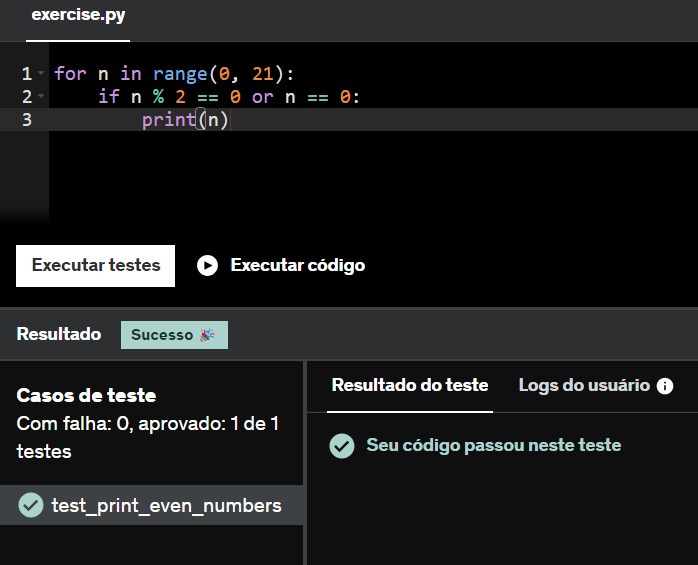 exercise.py
1 for n in range(0, 21):
2     if n % 2 == 0 or n == 0:
3         print(n)
Executar testes Executar código
Resultado Sucesso 🎉
Casos de teste
Com falha: 0, aprovado: 1 de 1
testes
test_print_even_numbers
Resultado do teste Logs do usuário
Seu código passou neste teste